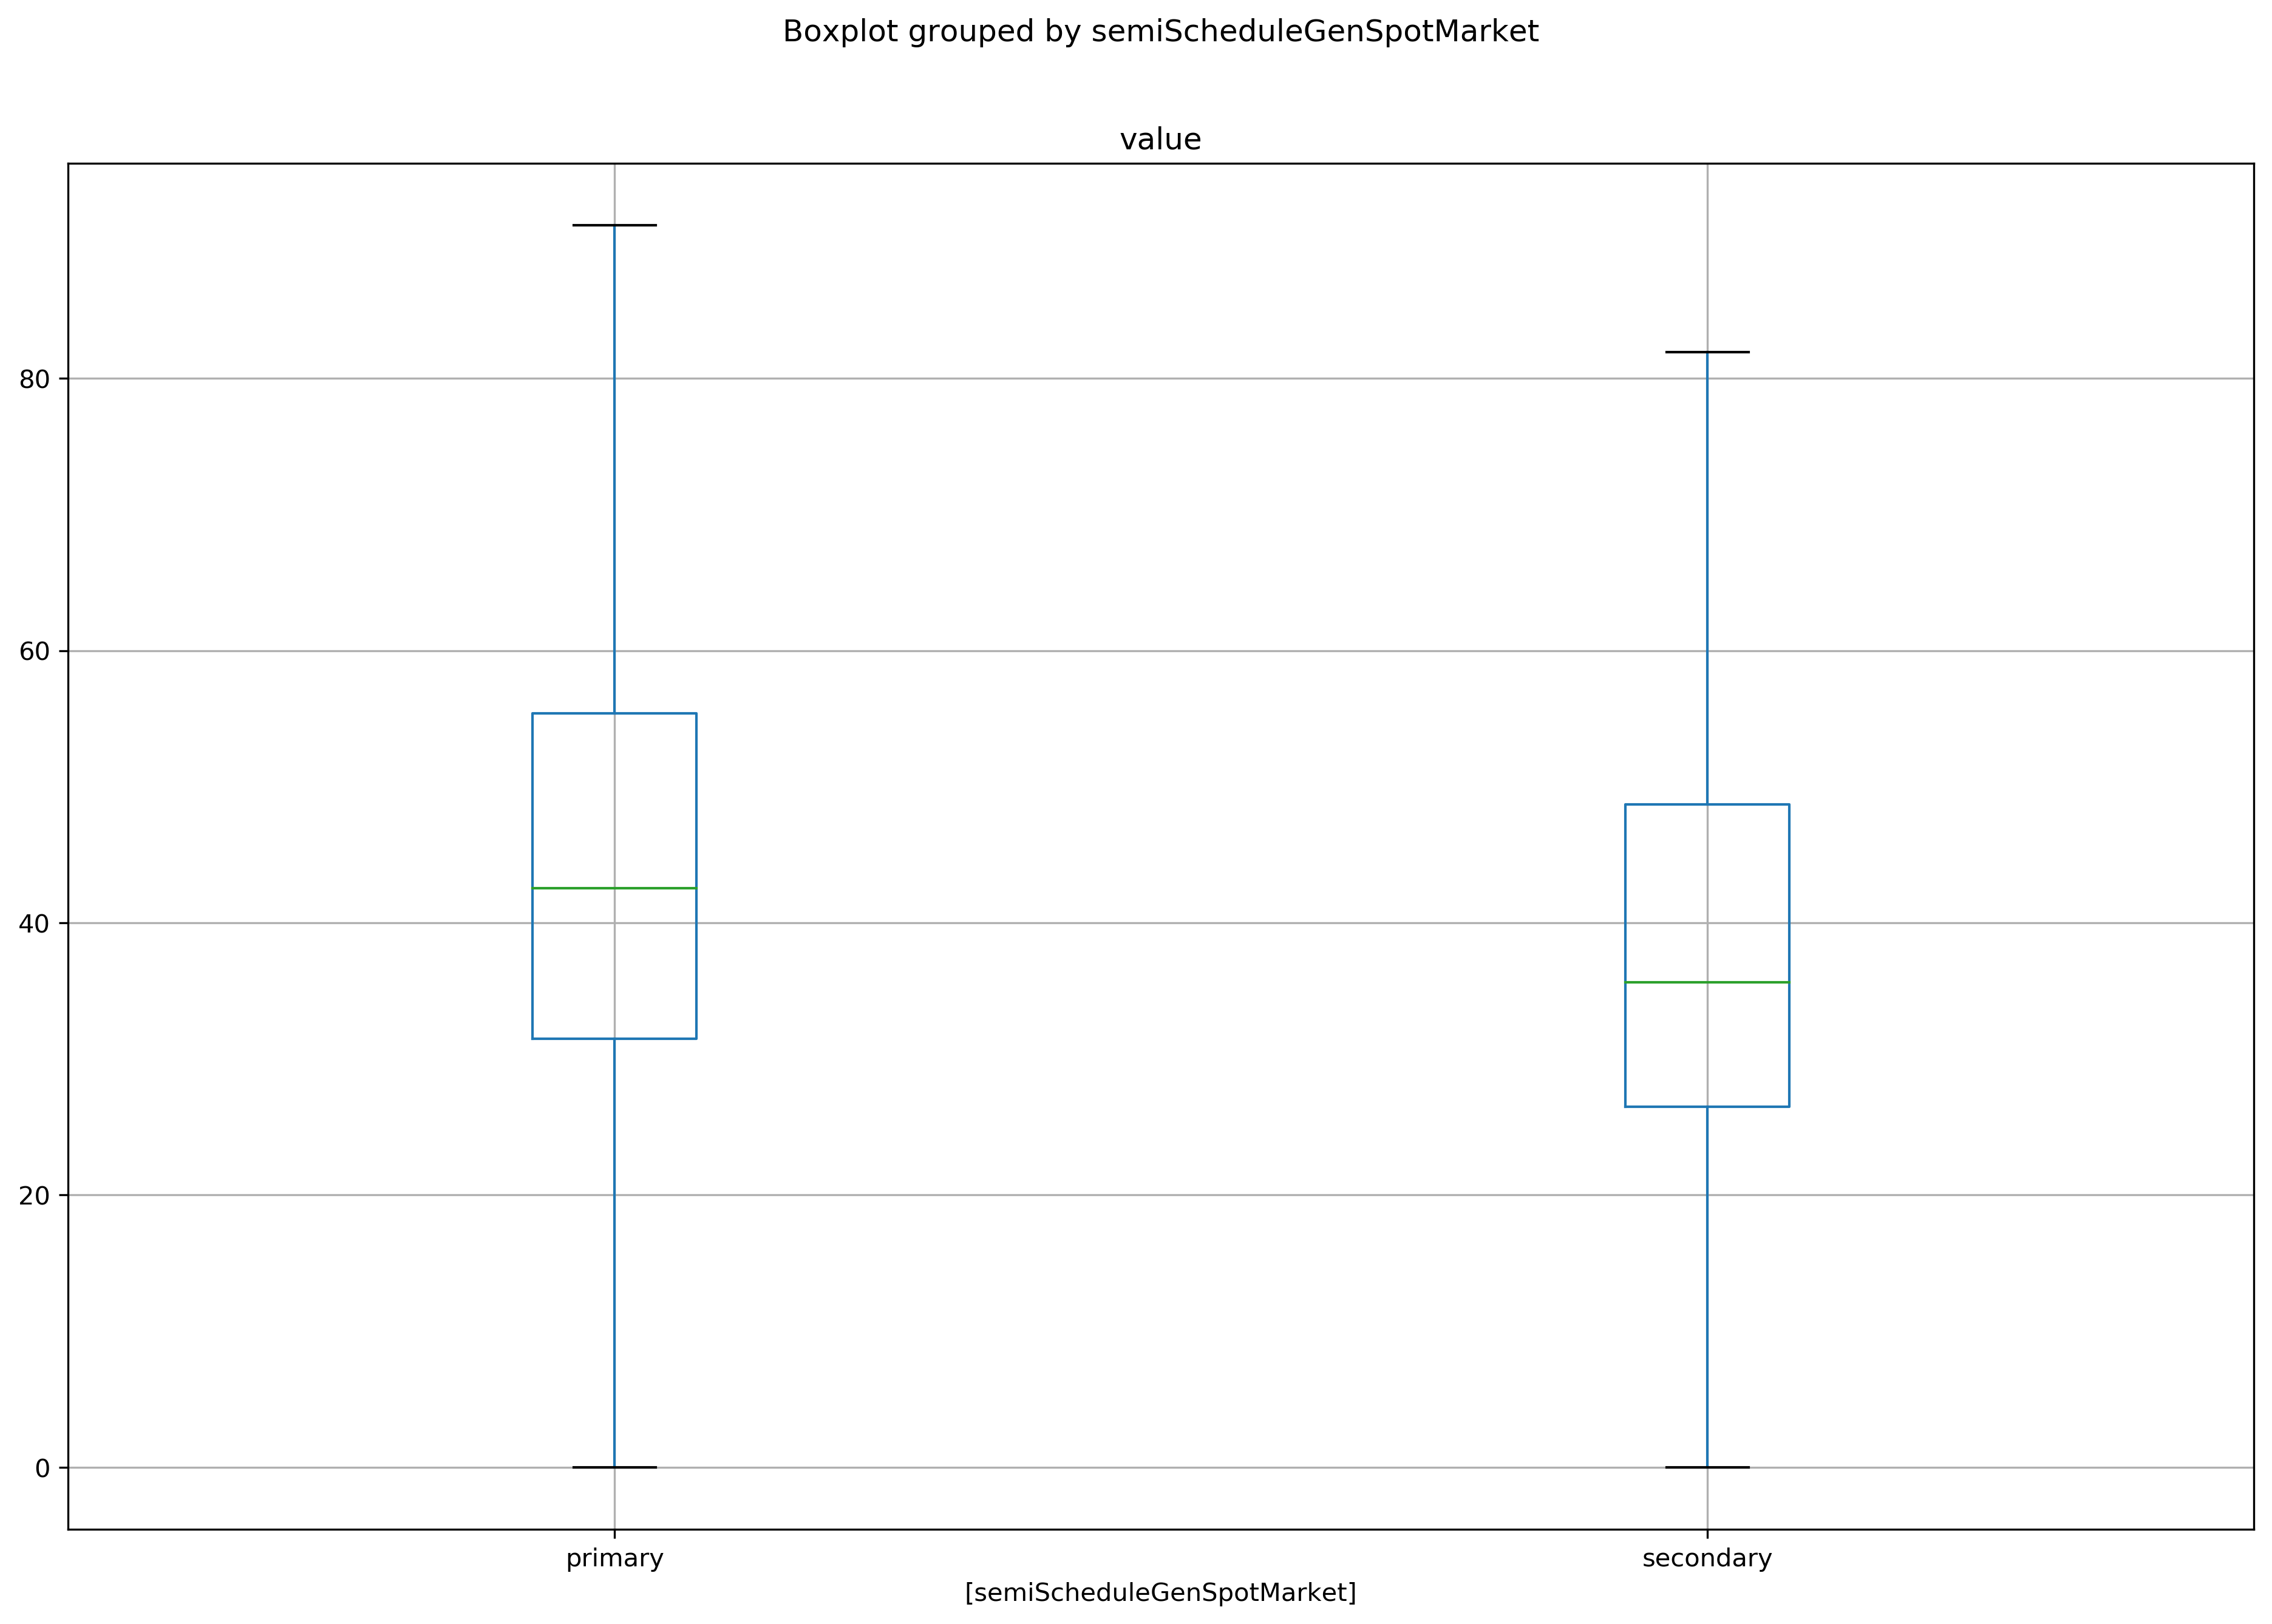 Boxplot grouped by semiScheduleGenSpotMarket
value
80
60
40
20
0
primary secondary
[semiScheduleGenSpotMarket]